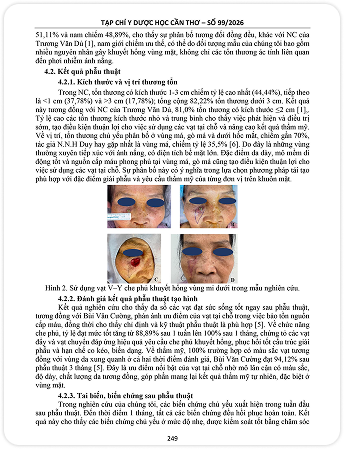 TẠP CHÍ Y DƯỢC HỌC CẦN THƠ – SỐ 99/2026
51,11% và nam chiếm 48,89%, cho thấy sự phân bố tương đối đồng đều, khác với NC của
Trương Văn Dủ [1], nam giới chiếm ưu thế, có thể do đối tượng mẫu của chúng tôi bao gồm
nhiều nguyên nhân gây khuyết hổng vùng mặt, không chỉ các tổn thương ác tính liên quan
đến phơi nhiễm ánh nắng.
4.2. Kết quả phẫu thuật
4.2.1. Kích thước và vị trí thương tổn
Trong NC, tổn thương có kích thước 1-3 cm chiếm tỷ lệ cao nhất (44,44%), tiếp theo
là <1 cm (37,78%) và >3 cm (17,78%); tổng cộng 82,22% tổn thương dưới 3 cm. Kết quả
này tương đồng với NC của Trương Văn Dủ, 81,0% tổn thương có kích thước ≤2 cm [1].
Tỷ lệ cao các tổn thương kích thước nhỏ và trung bình cho thấy việc phát hiện và điều trị
sớm, tạo điều kiện thuận lợi cho việc sử dụng các vạt tại chỗ và nâng cao kết quả thẩm mỹ.
Về vị trí, tổn thương chủ yếu phân bố ở vùng má, gò má và dưới hốc mắt, chiếm gần 70%,
tác giả N.N.H Duy hay gặp nhất là vùng má, chiếm tỷ lệ 35,5% [6]. Do đây là những vùng
thường xuyên tiếp xúc với ánh nắng, có diện tích bề mặt lớn. Đặc điểm da dày, mô mềm di
động tốt và nguồn cấp máu phong phú tại vùng má, gò má cũng tạo điều kiện thuận lợi cho
việc sử dụng các vạt tại chỗ. Sự phân bố này có ý nghĩa trong lựa chọn phương pháp tái tạo
phù hợp với đặc điểm giải phẫu và yêu cầu thẩm mỹ của từng đơn vị trên khuôn mặt.
A
B
C
D
Hình 2. Sử dụng vạt V–Y che phủ khuyết hổng vùng mi dưới trong mẫu nghiên cứu.
4.2.2. Đánh giá kết quả phẫu thuật tạo hình
Kết quả nghiên cứu cho thấy đa số các vạt đạt sức sống tốt ngay sau phẫu thuật,
tương đồng với Bùi Văn Cường, phản ánh ưu điểm của vạt tại chỗ trong việc bảo tồn nguồn
cấp máu, đồng thời cho thấy chỉ định và kỹ thuật phẫu thuật là phù hợp [5]. Về chức năng
che phủ, tỷ lệ đạt mức tốt tăng từ 88,89% sau 1 tuần lên 100% sau 1 tháng, chứng tỏ các vạt
đẩy và vạt chuyển đáp ứng hiệu quả yêu cầu che phủ khuyết hổng, phục hồi tốt cấu trúc giải
phẫu và hạn chế co kéo, biến dạng. Về thẩm mỹ, 100% trường hợp có màu sắc vạt tương
đồng với vùng da xung quanh ở cả hai thời điểm đánh giá, Bùi Văn Cường đạt 94,12% sau
phẫu thuật 3 tháng [5]. Đây là ưu điểm nổi bật của vạt tại chỗ nhờ mô lân cận có màu sắc,
độ dày, chất lượng da tương đồng, góp phần mang lại kết quả thẩm mỹ tự nhiên, đặc biệt ở
vùng mặt.
4.2.3. Tai biến, biến chứng sau phẫu thuật
Trong nghiên cứu của chúng tôi, các biến chứng chủ yếu xuất hiện trong tuần đầu
sau phẫu thuật. Đến thời điểm 1 tháng, tất cả các biến chứng đều hồi phục hoàn toàn. Kết
quả này cho thấy các biến chứng chủ yếu ở mức độ nhẹ, được kiểm soát tốt bằng chăm sóc
249